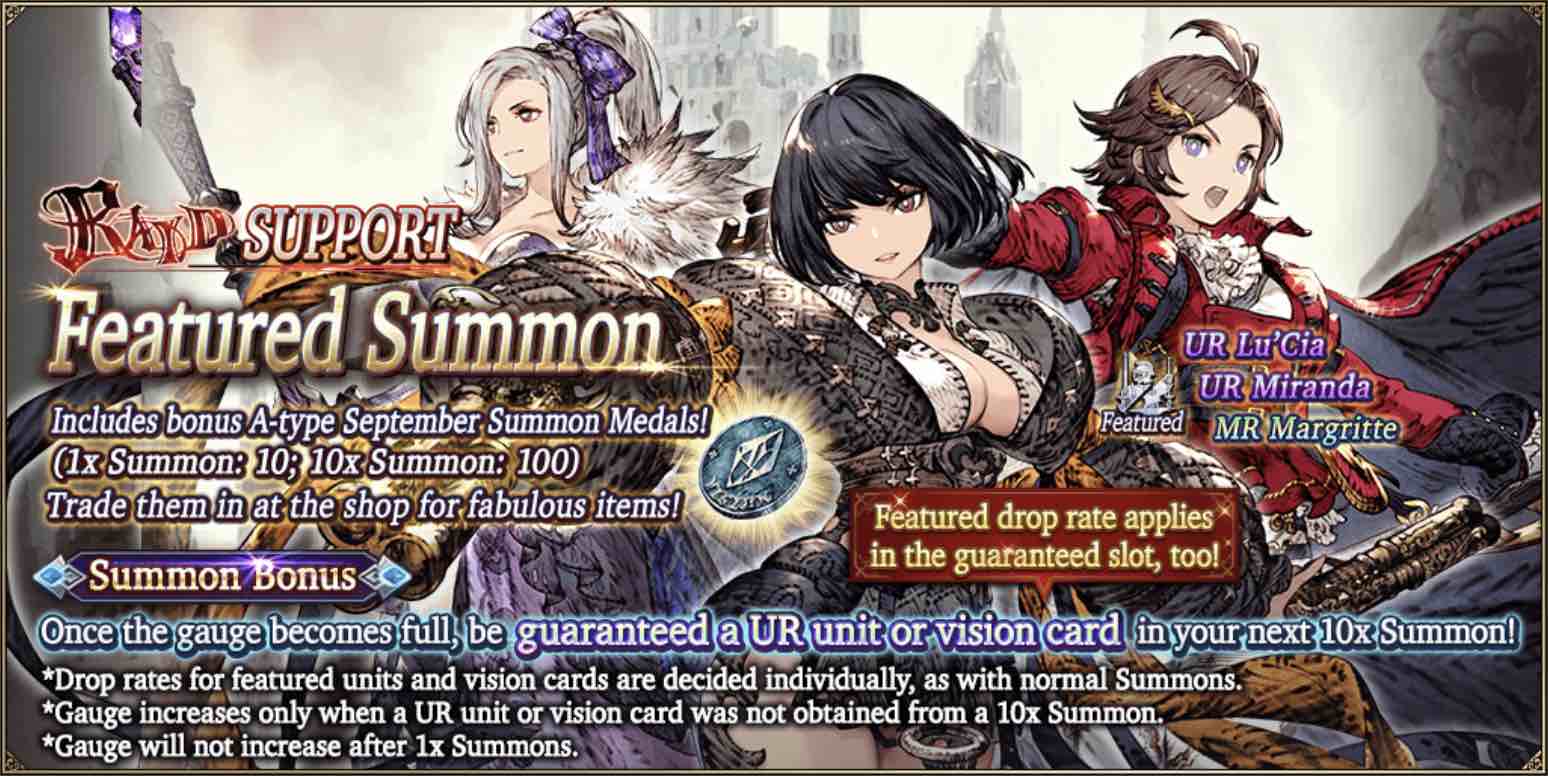 RAID SUPPORT
Featured Summon
Includes bonus A-type September Summon Medals!
(1x Summon: 10; 10x Summon: 100)
Trade them in at the shop for fabulous items!
UR Lu'Cia
UR Miranda
MR Margritte
Featured
Featured drop rate applies
in the guaranteed slot, too!
Summon Bonus
Once the gauge becomes full, be guaranteed a UR unit or vision card in your next 10x Summon!
*Drop rates for featured units and vision cards are decided individually, as with normal Summons.
*Gauge increases only when a UR unit or vision card was not obtained from a 10x Summon.
*Gauge will not increase after 1x Summons.